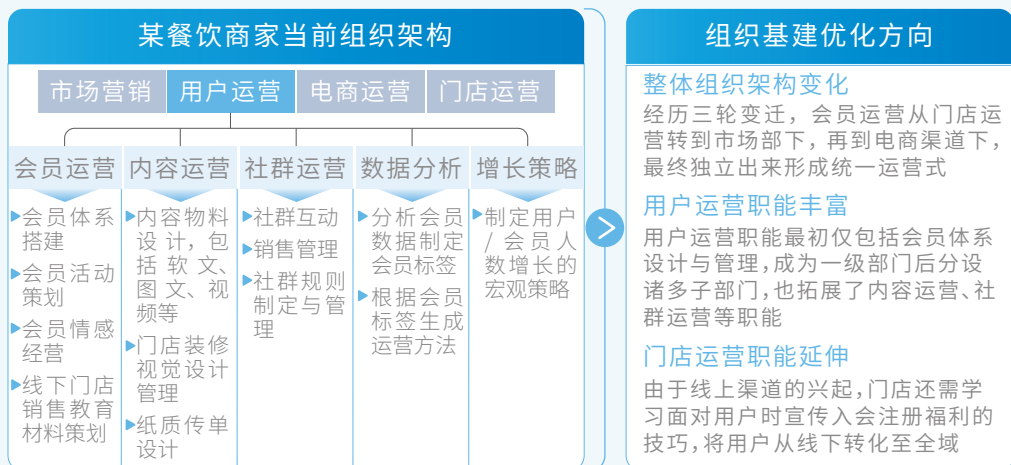 某餐饮商家当前组织架构
市场营销 用户运营 电商运营 门店运营
会员运营
会员体系
搭建
会员活动
策划
会员情感
经营
线下门店
销售教育
材料策划
内容运营
内容物料
设计，包
括软文、
图文、视
频等
门店装修
视觉设计
管理
纸质传单
设计
社群运营
社群互动
销售管理
社群规则
制定与管
理
数据分析
分析会员
数据制定
会员标签
根据会员
标签生成
运营方法
增长策略
制定用户
/会员人
数增长的
宏观策略
组织基建优化方向
整体组织架构变化
经历三轮变迁，会员运营从门店运
营转到市场部下，再到电商渠道下，
最终独立出来形成统一运营式
用户运营职能丰富
用户运营职能最初仅包括会员体系
设计与管理，成为一级部门后分设
诸多子部门，也拓展了内容运营、社
群运营等职能
门店运营职能延伸
由于线上渠道的兴起，门店还需学
习面对用户时宣传入会注册福利的
技巧，将用户从线下转化至全域